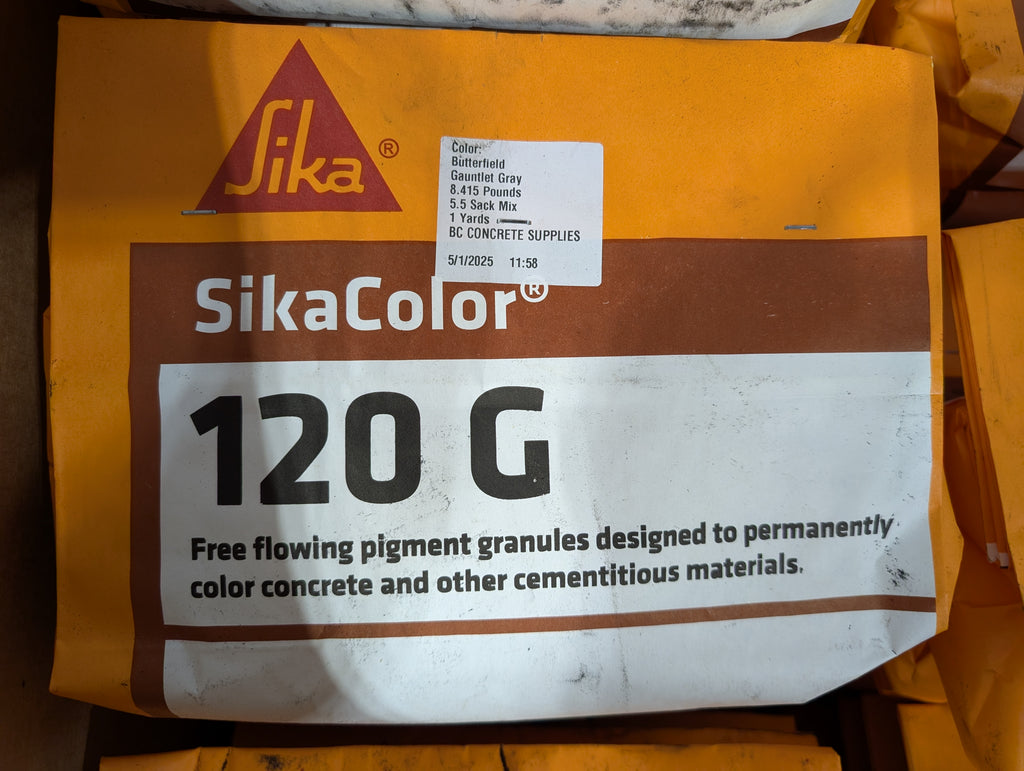 Sika®
Color:
Butterfield
Gauntlet Gray
8.415 Pounds
5.5 Sack Mix
1 Yards
BC CONCRETE SUPPLIES
5/1/2025 11:58
SikaColor®
120 G
Free flowing pigment granules designed to permanently
color concrete and other cementitious materials.